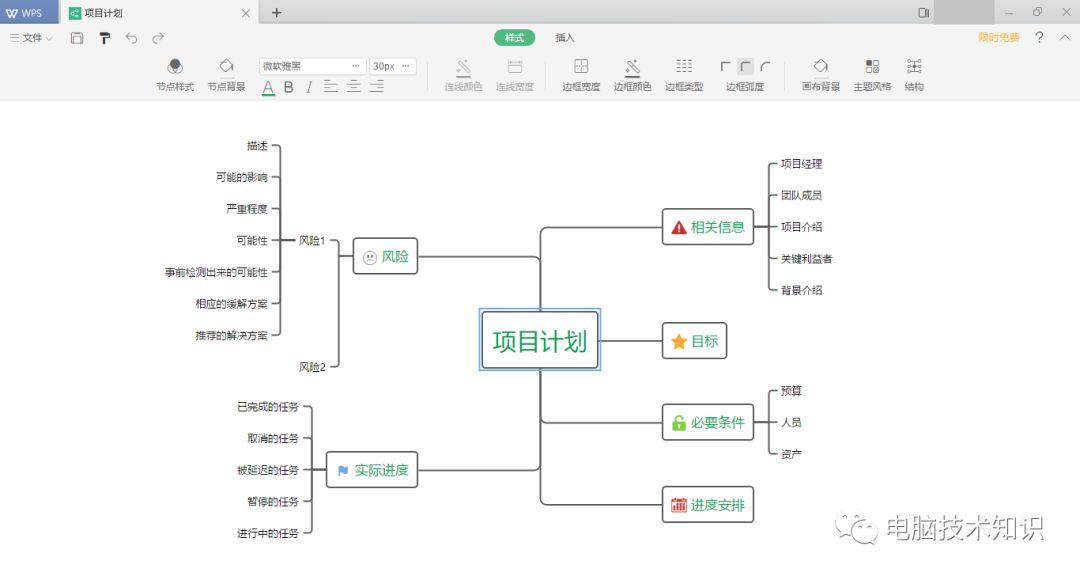 WPS
项目计划
文件
样式
插入
限时免费
节点样式
节点背景
微软雅黑
30px
A B I
连线颜色
连线宽度
边框宽度
边框颜色
边框类型
边框弧度
画布背景
主题风格
结构
描述
可能的影响
严重程度
可能性
事前检测出来的可能性
相应的缓解方案
推荐的解决方案
风险1
风险2
风险
已完成的任务
取消的任务
被延迟的任务
暂停的任务
进行中的任务
实际进度
项目计划
相关信息
项目经理
团队成员
项目介绍
关键利益者
背景介绍
目标
必要条件
预算
人员
资产
进度安排
电脑技术知识